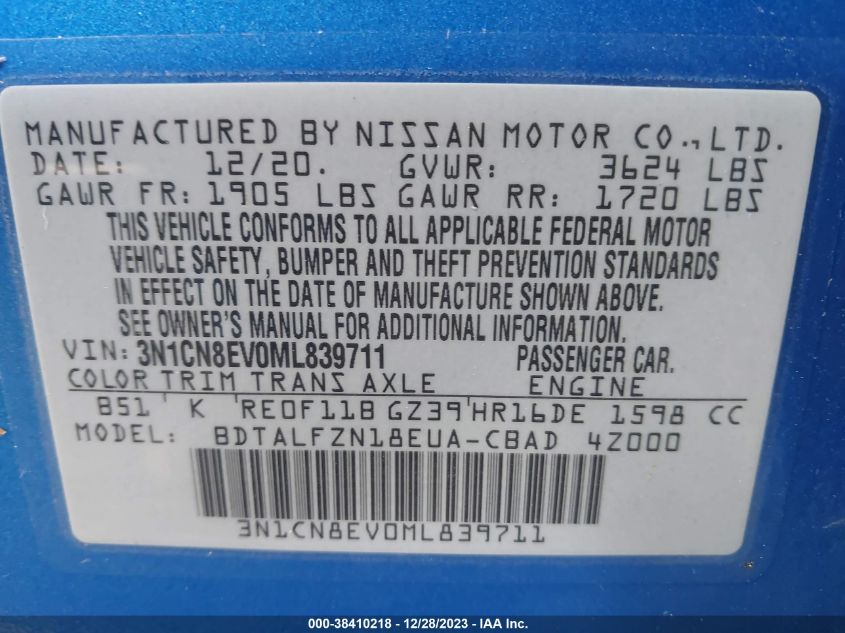 MANUFACTURED BY NISSAN MOTOR CO., LTD.
DATE: 12/20. GVWR: 3624 LBS
GAWR FR: 1905 LBS GAWR RR: 1720 LBS
THIS VEHICLE CONFORMS TO ALL APPLICABLE FEDERAL MOTOR
VEHICLE SAFETY, BUMPER AND THEFT PREVENTION STANDARDS
IN EFFECT ON THE DATE OF MANUFACTURE SHOWN ABOVE.
SEE OWNER'S MANUAL FOR ADDITIONAL INFORMATION.
VIN: 3N1CN8EV0ML839711 PASSENGER CAR.
COLOR TRIM TRANS AXLE ENGINE
B51 K RE0F11B GZ39 HR16DE 1598 CC
MODEL: BDTALFZN18EUA-CBAD 4Z000
3N1CN8EV0ML839711
000-38410218 - 12/28/2023 - IAA Inc.